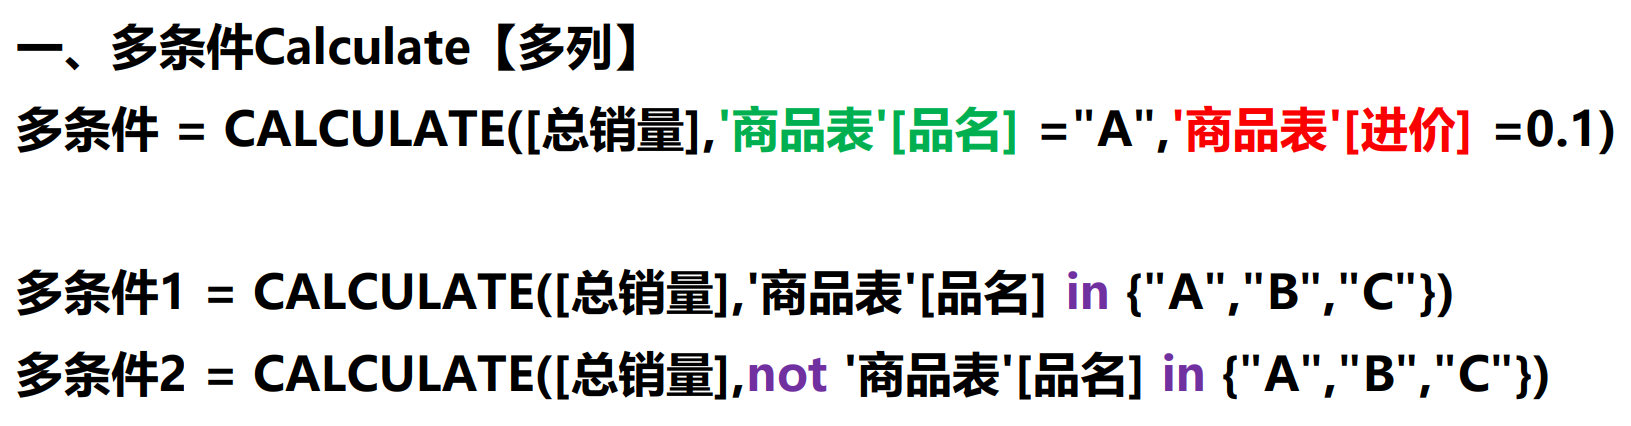 一、多条件Calculate【多列】
多条件 = CALCULATE([总销量],'商品表'[品名] ="A",'商品表'[进价] =0.1)
多条件1 = CALCULATE([总销量],'商品表'[品名] in {"A","B","C"})
多条件2 = CALCULATE([总销量],not '商品表'[品名] in {"A","B","C"})